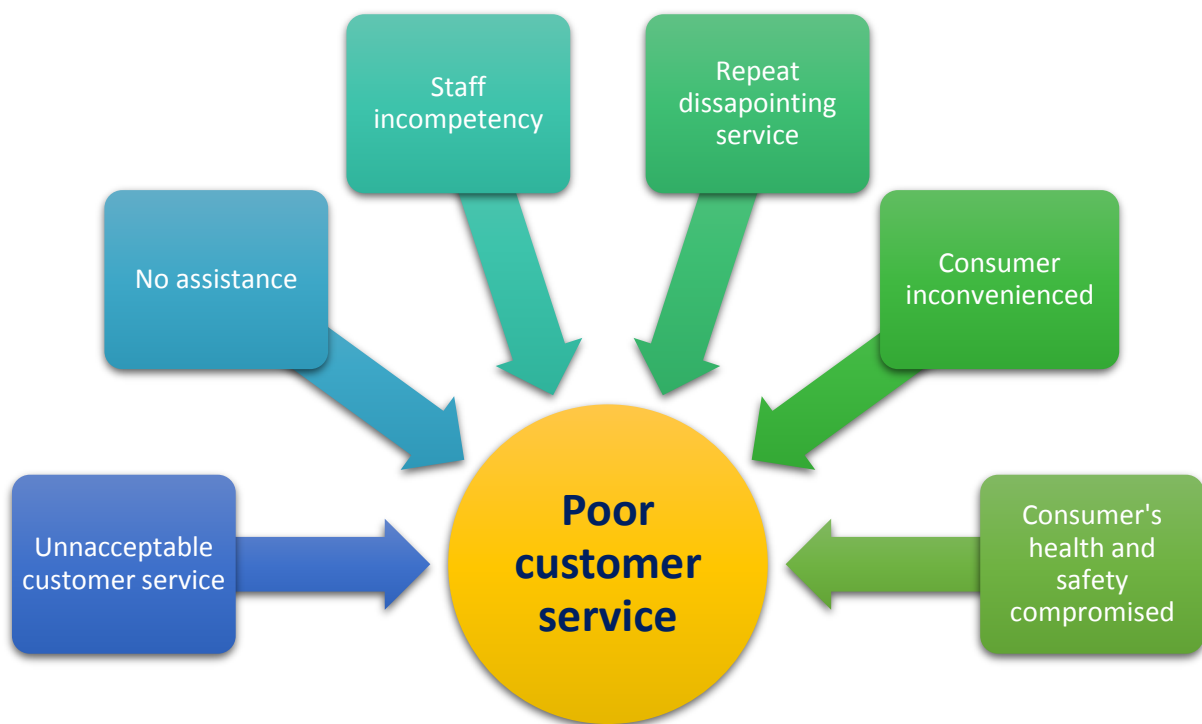 Staff
incompetency
Repeat
dissapointing
service
No assistance
Consumer
inconvenienced
Unnacceptable
customer service
Poor
customer
service
Consumer's
health and
safety
compromised